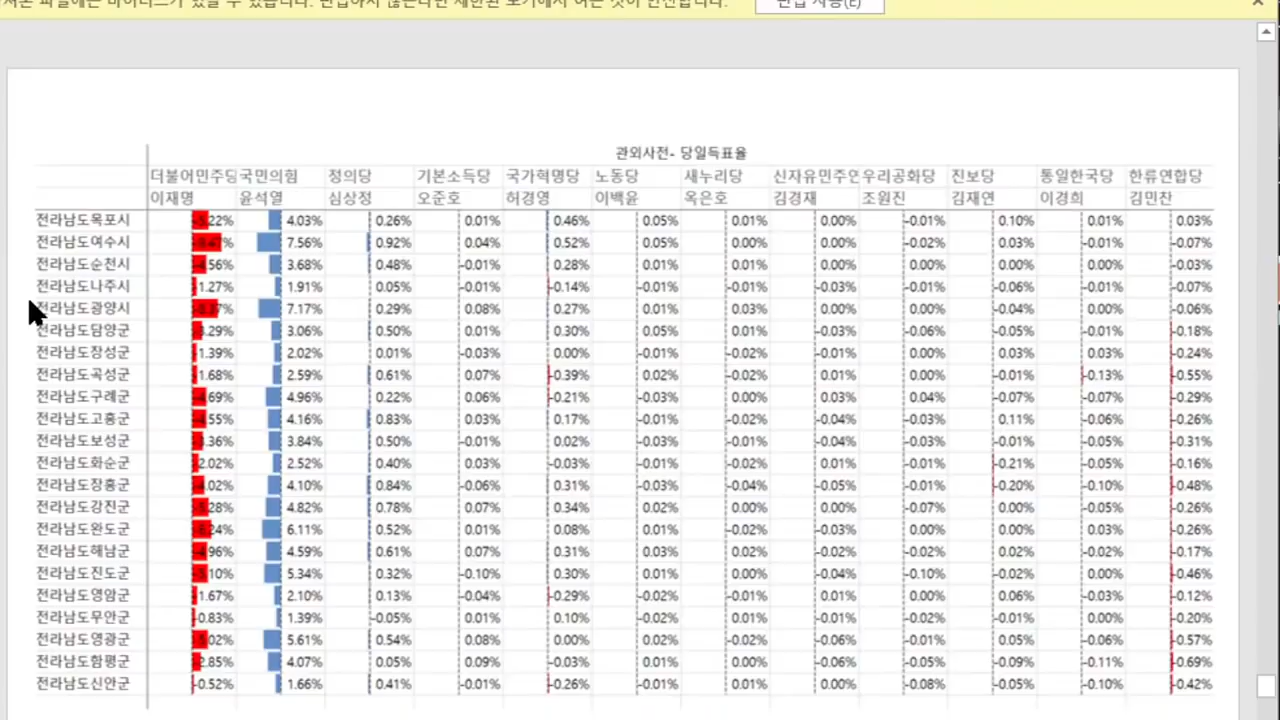 편집 사용(E)
관외사전- 당일득표율
더불어민주당 국민의힘 정의당 기본소득당 국가혁명당 노동당 새누리당 신자유민주연 우리공화당 진보당 통일한국당 한류연합당
이재명 윤석열 심상정 오준호 허경영 이백윤 옥은호 김경재 조원진 김재연 이경희 김민찬
전라남도목포시 4.03% 0.26% 0.01% 0.46% 0.05% 0.01% 0.00% -0.01% 0.10% 0.01% 0.03%
전라남도여수시 7.56% 0.92% 0.04% 0.52% 0.05% 0.00% 0.00% -0.02% 0.03% -0.01% -0.07%
전라남도순천시 3.68% 0.48% -0.01% 0.28% 0.01% 0.01% 0.00% 0.00% 0.00% 0.00% -0.03%
전라남도나주시 -1.27% 1.91% 0.05% -0.01% -0.14% -0.01% -0.01% -0.03% -0.01% -0.06% -0.01% -0.07%
전라남도광양시 7.17% 0.29% 0.08% 0.27% 0.01% 0.03% 0.00% 0.00% -0.04% 0.00% -0.06%
전라남도담양군 -3.29% 3.06% 0.50% 0.01% 0.30% 0.05% 0.01% -0.03% -0.06% -0.05% -0.01% -0.18%
전라남도장성군 -1.39% 2.02% 0.01% -0.03% 0.00% -0.01% -0.02% -0.01% 0.00% 0.03% 0.03% -0.24%
전라남도곡성군 -1.68% 2.59% 0.61% 0.07% -0.39% 0.02% -0.02% 0.01% 0.00% -0.01% -0.13% -0.55%
전라남도구례군 -4.69% 4.96% 0.22% 0.06% -0.21% -0.03% 0.00% 0.03% 0.04% -0.07% -0.07% -0.29%
전라남도고흥군 -4.55% 4.16% 0.83% 0.03% 0.17% -0.01% -0.02% -0.04% -0.03% 0.11% -0.06% -0.26%
전라남도보성군 3.84% 0.50% -0.01% 0.02% -0.03% -0.01% -0.04% -0.03% -0.01% -0.05% -0.31%
전라남도화순군 -2.02% 2.52% 0.40% 0.03% -0.03% -0.01% -0.02% 0.01% -0.01% -0.21% -0.05% -0.16%
전라남도장흥군 -4.02% 4.10% 0.84% -0.06% 0.31% -0.03% -0.04% -0.05% -0.01% -0.20% -0.10% -0.48%
전라남도강진군 4.82% 0.78% 0.07% 0.34% 0.02% 0.00% 0.00% -0.07% 0.00% -0.05% -0.26%
전라남도완도군 6.11% 0.52% 0.01% 0.08% 0.01% -0.02% -0.03% 0.00% 0.00% 0.03% -0.26%
전라남도해남군 -4.96% 4.59% 0.61% 0.07% 0.31% 0.03% 0.02% -0.02% -0.02% 0.02% -0.02% -0.17%
전라남도진도군 5.34% 0.32% -0.10% 0.30% 0.01% 0.00% -0.04% -0.10% -0.02% 0.00% -0.46%
전라남도영암군 -1.67% 2.10% 0.13% -0.04% -0.29% -0.02% -0.01% 0.01% 0.00% 0.06% -0.03% -0.12%
전라남도무안군 -0.83% 1.39% -0.05% 0.01% 0.10% -0.01% 0.01% -0.01% -0.02% -0.01% 0.00% -0.20%
전라남도영광군 5.61% 0.54% 0.08% 0.00% 0.02% -0.02% -0.06% -0.01% 0.05% -0.06% -0.57%
전라남도함평군 -2.85% 4.07% 0.05% 0.09% -0.03% 0.01% 0.00% -0.06% -0.05% -0.09% -0.11% -0.69%
전라남도신안군 -0.52% 1.66% 0.41% -0.01% -0.26% -0.01% 0.01% 0.00% -0.08% -0.05% -0.10% -0.42%